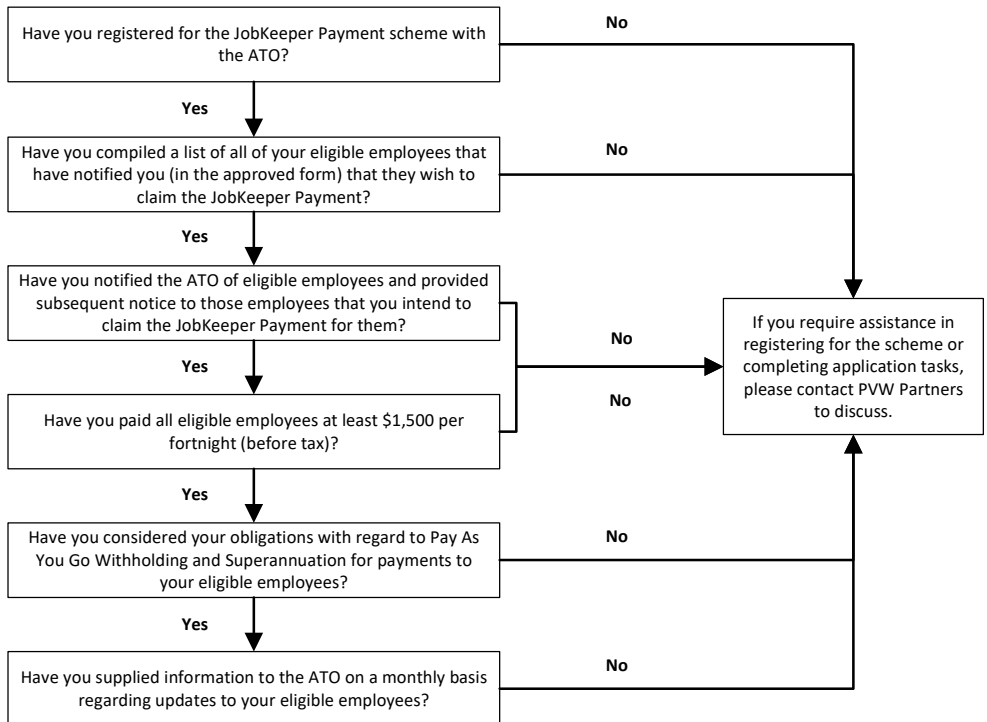 Have you registered for the JobKeeper Payment scheme with
the ATO?
No
Yes
Have you compiled a list of all of your eligible employees that
have notified you (in the approved form) that they wish to
claim the JobKeeper Payment?
No
Yes
Have you notified the ATO of eligible employees and provided
subsequent notice to those employees that you intend to
claim the JobKeeper Payment for them?
No
If you require assistance in
registering for the scheme or
completing application tasks,
please contact PVW Partners
to discuss.
Yes
No
Have you paid all eligible employees at least $1,500 per
fortnight (before tax)?
Yes
Have you considered your obligations with regard to Pay As
You Go Withholding and Superannuation for payments to
your eligible employees?
No
Yes
Have you supplied information to the ATO on a monthly basis
regarding updates to your eligible employees?
No